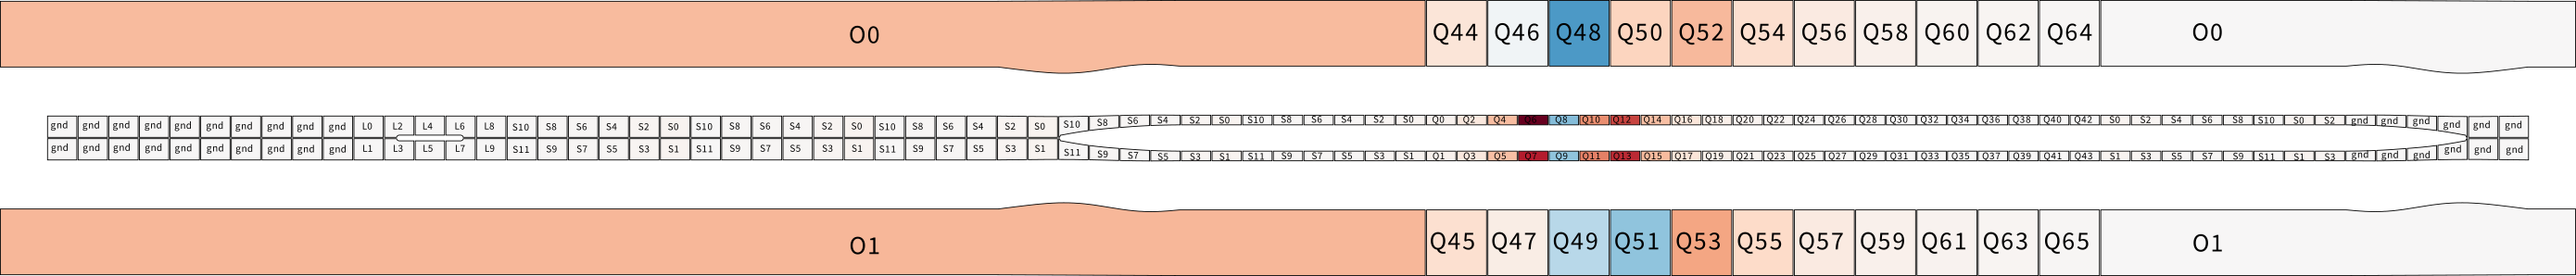 O0 Q44 Q46 Q48 Q50 Q52 Q54 Q56 Q58 Q60 Q62 Q64 O0
gnd gnd gnd gnd gnd gnd gnd gnd gnd gnd L0 L2 L4 L6 L8 S10 S8 S6 S4 S2 S0 S10 S8 S6 S4 S2 S0 S10 S8 S6 S4 S2 S0 S10 S8 S6 S4 S2 S0 S10 S8 S6 S4 S2 S0 Q0 Q2 Q4 Q6 Q8 Q10 Q12 Q14 Q16 Q18 Q20 Q22 Q24 Q26 Q28 Q30 Q32 Q34 Q36 Q38 Q40 Q42 S0 S2 S4 S6 S8 S10 S0 S2 gnd gnd gnd gnd gnd gnd
gnd gnd gnd gnd gnd gnd gnd gnd gnd gnd L1 L3 L5 L7 L9 S11 S9 S7 S5 S3 S1 S11 S9 S7 S5 S3 S1 S11 S9 S7 S5 S3 S1 S11 S9 S7 S5 S3 S1 S11 S9 S7 S5 S3 S1 Q1 Q3 Q5 Q7 Q9 Q11 Q13 Q15 Q17 Q19 Q21 Q23 Q25 Q27 Q29 Q31 Q33 Q35 Q37 Q39 Q41 Q43 S1 S3 S5 S7 S9 S11 S1 S3 gnd gnd gnd gnd gnd gnd
O1 Q45 Q47 Q49 Q51 Q53 Q55 Q57 Q59 Q61 Q63 Q65 O1